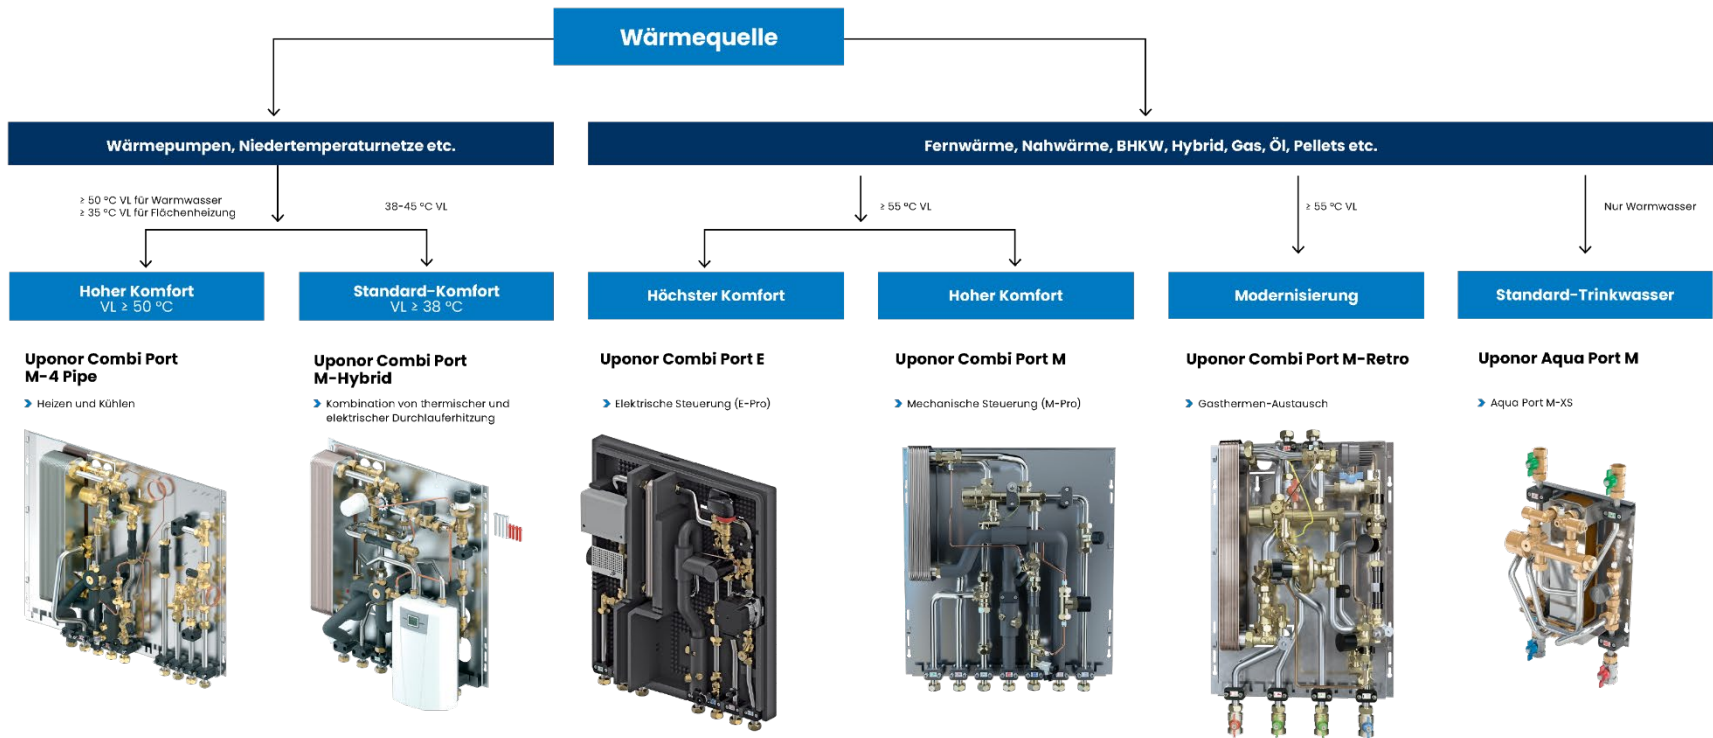 Wärmequelle
Wärmepumpen, Niedertemperaturnetze etc.
Fernwärme, Nahwärme, BHKW, Hybrid, Gas, Öl, Pellets etc.
≥ 50 °C VL für Warmwasser
≥ 35 °C VL für Flächenheizung
38-45 °C VL
≥ 55 °C VL
≥ 55 °C VL
Nur Warmwasser
Hoher Komfort
VL ≥ 50 °C
Standard-Komfort
VL ≥ 38 °C
Höchster Komfort
Hoher Komfort
Modernisierung
Standard-Trinkwasser
Uponor Combi Port
M-4 Pipe
Heizen und Kühlen
Uponor Combi Port
M-Hybrid
Kombination von thermischer und
elektrischer Durchlauferhitzung
Uponor Combi Port E
Elektrische Steuerung (E-Pro)
Uponor Combi Port M
Mechanische Steuerung (M-Pro)
Uponor Combi Port M-Retro
Gasthermen-Austausch
Uponor Aqua Port M
Aqua Port M-XS